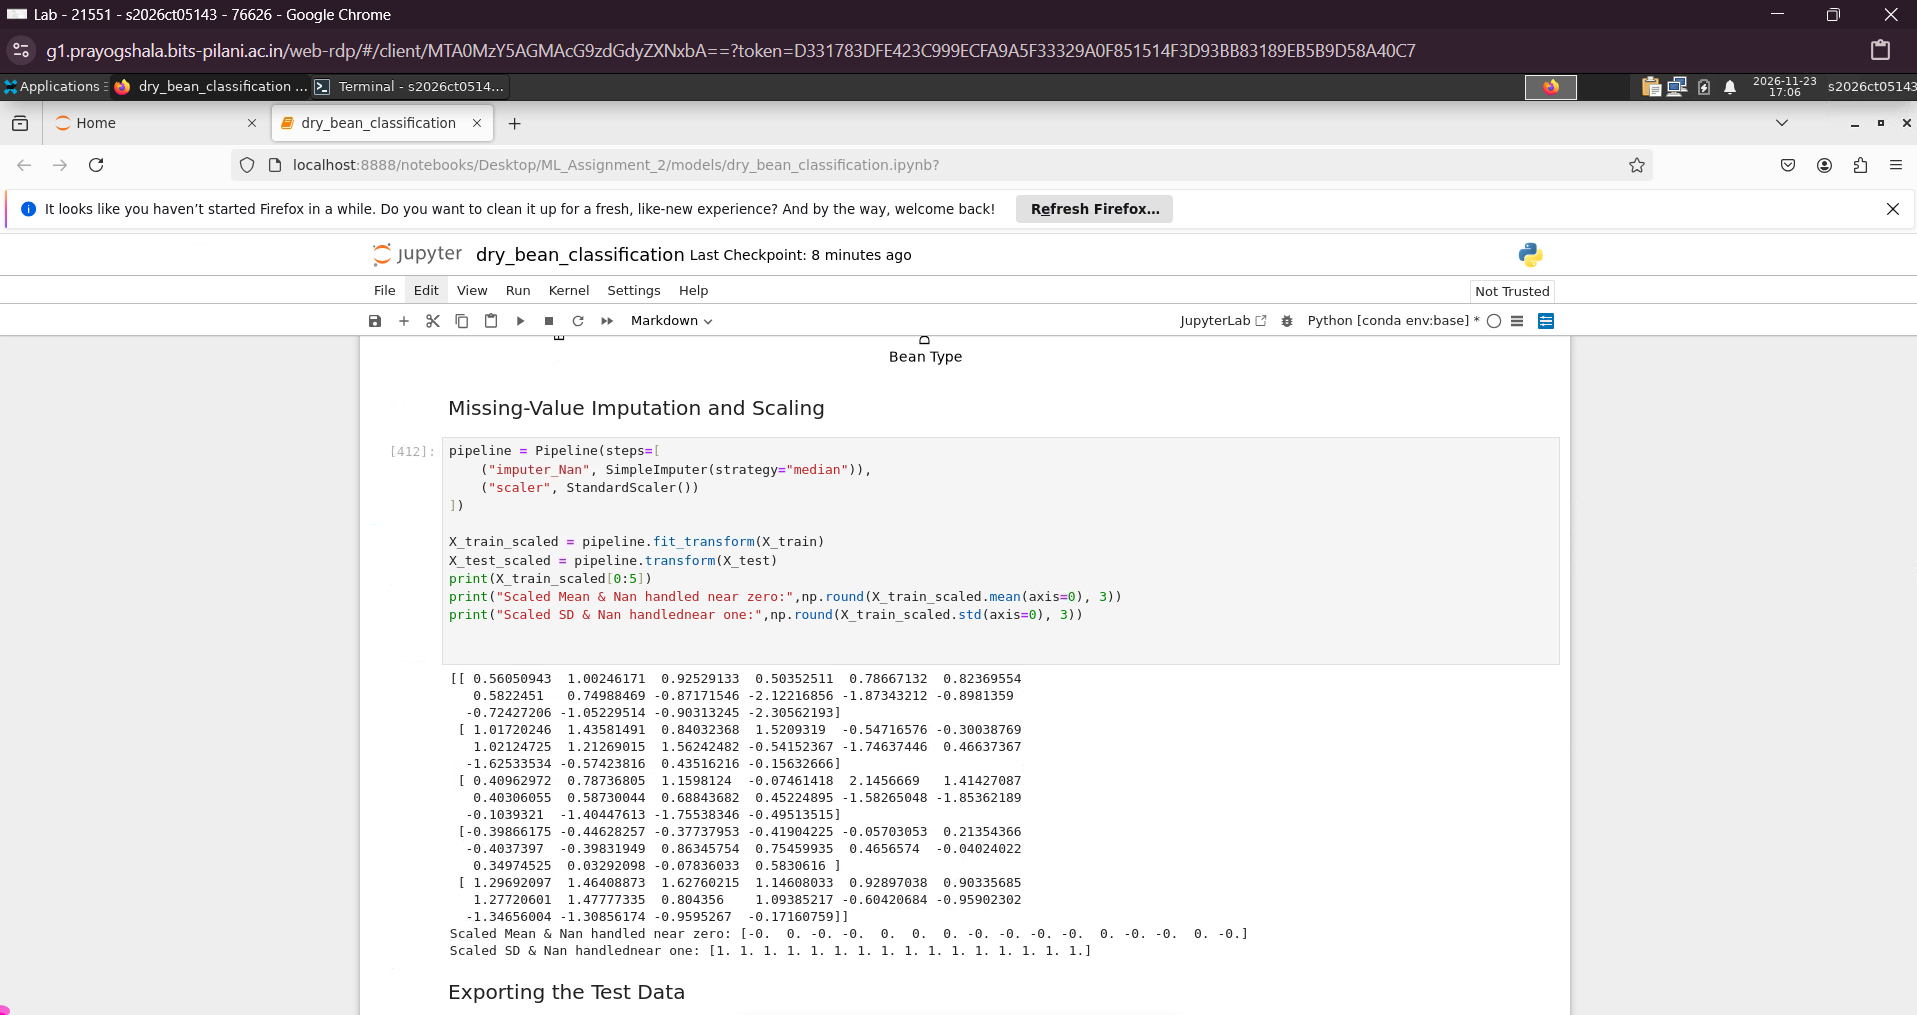 Lab - 21551 - s2026ct05143 - 76626 - Google Chrome
g1.prayogshala.bits-pilani.ac.in/web-rdp/#/client/MTA0MzY5AGMAcG9zdGdyZXNxbA==?token=D331783DFE423C999ECFA9A5F33329A0F851514F3D93BB83189EB5B9D58A40C7
Applications dry_bean_classification ... Terminal - s2026ct0514... 2026-11-23 s2026ct05143
17:06
Home dry_bean_classification
localhost:8888/notebooks/Desktop/ML_Assignment_2/models/dry_bean_classification.ipynb?
It looks like you haven’t started Firefox in a while. Do you want to clean it up for a fresh, like-new experience? And by the way, welcome back! Refresh Firefox...
jupyter dry_bean_classification Last Checkpoint: 8 minutes ago
File Edit View Run Kernel Settings Help Not Trusted
Markdown JupyterLab Python [conda env:base] *
Bean Type
Missing-Value Imputation and Scaling
[412]: pipeline = Pipeline(steps=[
("imputer_Nan", SimpleImputer(strategy="median")),
("scaler", StandardScaler())
])
X_train_scaled = pipeline.fit_transform(X_train)
X_test_scaled = pipeline.transform(X_test)
print(X_train_scaled[0:5])
print("Scaled Mean & Nan handled near zero:",np.round(X_train_scaled.mean(axis=0), 3))
print("Scaled SD & Nan handlednear one:",np.round(X_train_scaled.std(axis=0), 3))
[[ 0.56050943 1.00246171 0.92529133 0.50352511 0.78667132 0.82369554
0.5822451 0.74988469 -0.87171546 -2.12216856 -1.87343212 -0.8981359
-0.72427206 -1.05229514 -0.90313245 -2.30562193]
[ 1.01720246 1.43581491 0.84032368 1.5209319 -0.54716576 -0.30038769
1.02124725 1.21269015 1.56242482 -0.54152367 -1.74637446 0.46637367
-1.62533534 -0.57423816 0.43516216 -0.15632666]
[ 0.40962972 0.78736805 1.1598124 -0.07461418 2.1456669 1.41427087
0.40306055 0.58730044 0.68843682 0.45224895 -1.58265048 -1.85362189
-0.1039321 -1.40447613 -1.75538346 -0.49513515]
[-0.39866175 -0.44628257 -0.37737953 -0.41904225 -0.05703053 0.21354366
-0.4037397 -0.39831949 0.86345754 0.75459935 0.4656574 -0.04024022
0.34974525 0.03292098 -0.07836033 0.5830616 ]
[ 1.29692097 1.46408873 1.62760215 1.14608033 0.92897038 0.90335685
1.27720601 1.47777335 0.804356 1.09385217 -0.60420684 -0.95902302
-1.34656004 -1.30856174 -0.9595267 -0.17160759]]
Scaled Mean & Nan handled near zero: [-0. 0. -0. -0. 0. 0. 0. -0. -0. -0. -0. 0. -0. -0. 0. -0.]
Scaled SD & Nan handlednear one: [1. 1. 1. 1. 1. 1. 1. 1. 1. 1. 1. 1. 1. 1. 1. 1.]
Exporting the Test Data